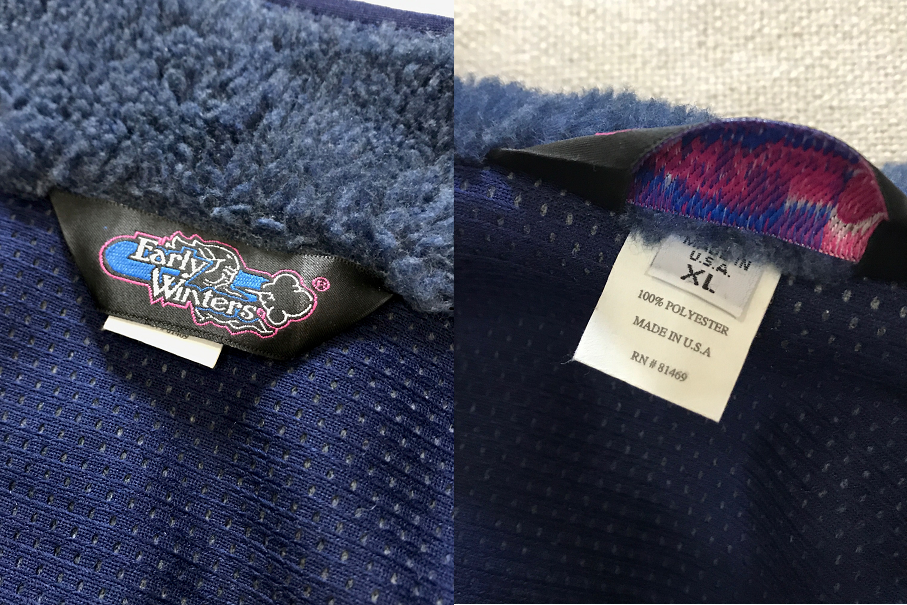 Early
Winters®
MADE IN
U.S.A.
XL
100% POLYESTER
MADE IN U.S.A
RN # 81469